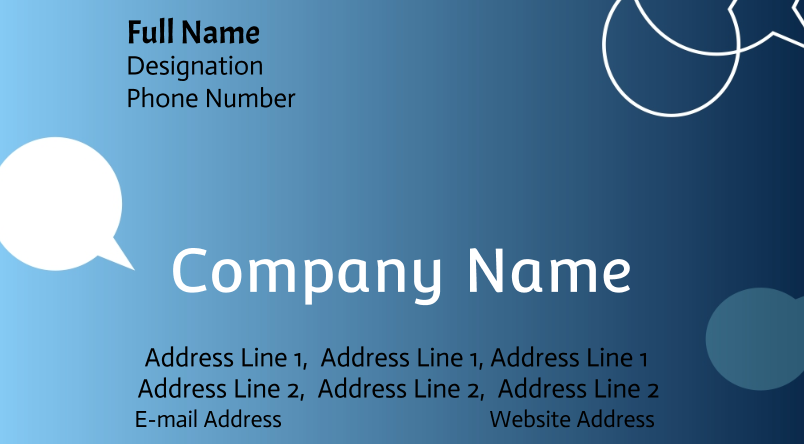 Full Name
Designation
Phone Number
Company Name
Address Line 1,  Address Line 1, Address Line 1
Address Line 2,  Address Line 2,  Address Line 2
E-mail Address Website Address